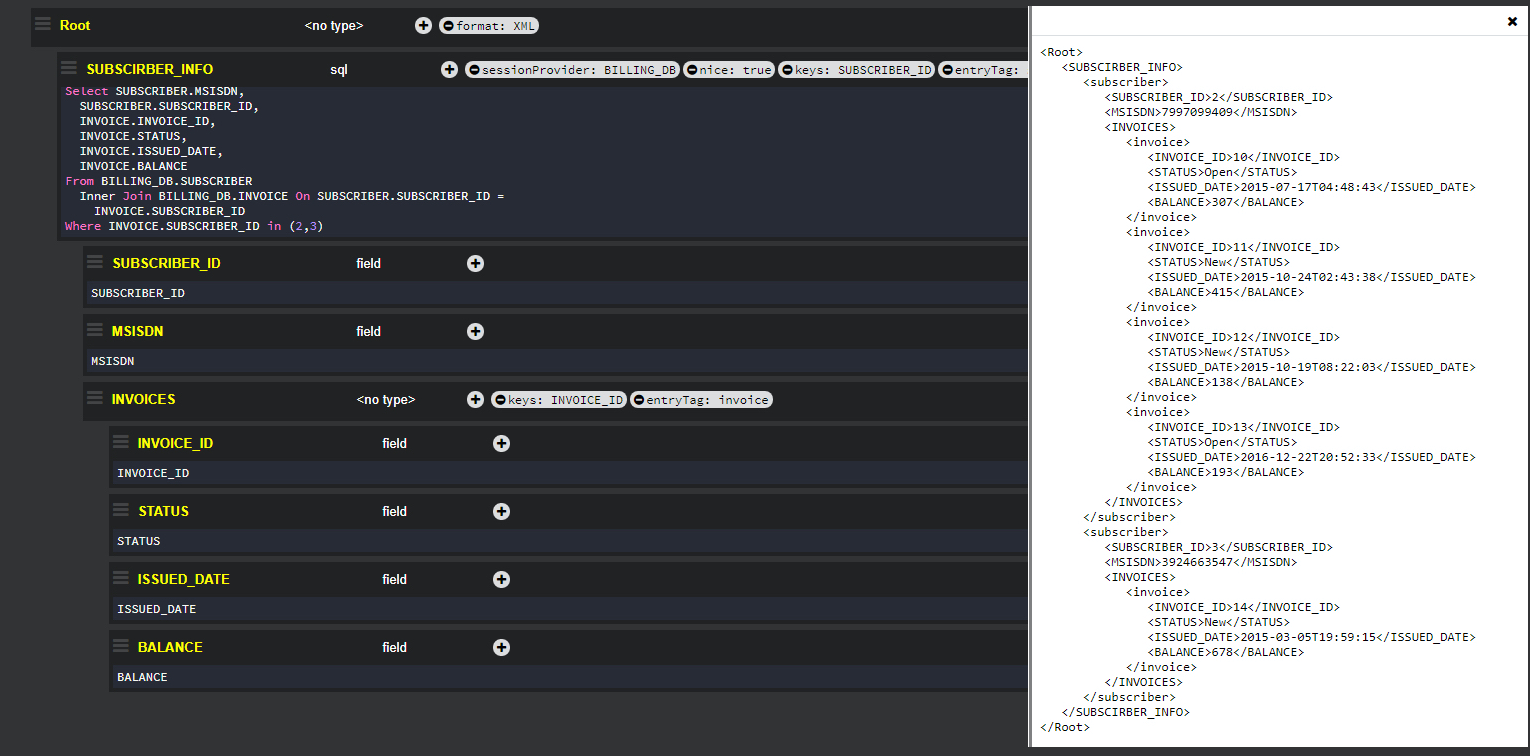 Root <no type> format: XML
SUBSCIRBER_INFO sql sessionProvider: BILLING_DB nice: true keys: SUBSCRIBER_ID entryTag:
Select SUBSCRIBER.MSISDN,
SUBSCRIBER.SUBSCRIBER_ID,
INVOICE.INVOICE_ID,
INVOICE.STATUS,
INVOICE.ISSUED_DATE,
INVOICE.BALANCE
From BILLING_DB.SUBSCRIBER
Inner Join BILLING_DB.INVOICE On SUBSCRIBER.SUBSCRIBER_ID =
INVOICE.SUBSCRIBER_ID
Where INVOICE.SUBSCRIBER_ID in (2,3)
SUBSCRIBER_ID field
SUBSCRIBER_ID
MSISDN field
MSISDN
INVOICES <no type> keys: INVOICE_ID entryTag: invoice
INVOICE_ID field
INVOICE_ID
STATUS field
STATUS
ISSUED_DATE field
ISSUED_DATE
BALANCE field
BALANCE
<Root>
<SUBSCIRBER_INFO>
<subscriber>
<SUBSCRIBER_ID>2</SUBSCRIBER_ID>
<MSISDN>7997099409</MSISDN>
<INVOICES>
<invoice>
<INVOICE_ID>10</INVOICE_ID>
<STATUS>Open</STATUS>
<ISSUED_DATE>2015-07-17T04:48:43</ISSUED_DATE>
<BALANCE>307</BALANCE>
</invoice>
<invoice>
<INVOICE_ID>11</INVOICE_ID>
<STATUS>New</STATUS>
<ISSUED_DATE>2015-10-24T02:43:38</ISSUED_DATE>
<BALANCE>415</BALANCE>
</invoice>
<invoice>
<INVOICE_ID>12</INVOICE_ID>
<STATUS>New</STATUS>
<ISSUED_DATE>2015-10-19T08:22:03</ISSUED_DATE>
<BALANCE>138</BALANCE>
</invoice>
<invoice>
<INVOICE_ID>13</INVOICE_ID>
<STATUS>Open</STATUS>
<ISSUED_DATE>2016-12-22T20:52:33</ISSUED_DATE>
<BALANCE>193</BALANCE>
</invoice>
</INVOICES>
</subscriber>
<subscriber>
<SUBSCRIBER_ID>3</SUBSCRIBER_ID>
<MSISDN>3924663547</MSISDN>
<INVOICES>
<invoice>
<INVOICE_ID>14</INVOICE_ID>
<STATUS>New</STATUS>
<ISSUED_DATE>2015-03-05T19:59:15</ISSUED_DATE>
<BALANCE>678</BALANCE>
</invoice>
</INVOICES>
</subscriber>
</SUBSCIRBER_INFO>
</Root>